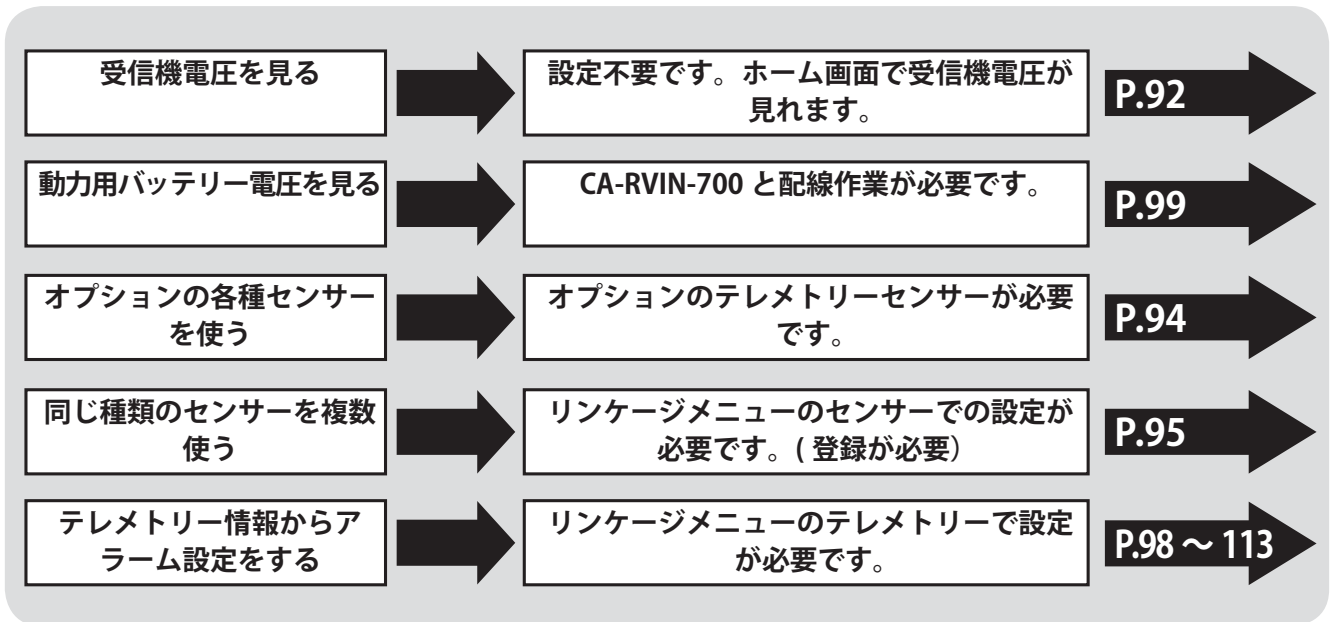 受信機電圧を見る
設定不要です。ホーム画面で受信機電圧が
見れます。
P.92
動力用バッテリー電圧を見る
CA-RVIN-700 と配線作業が必要です。
P.99
オプションの各種センサー
を使う
オプションのテレメトリーセンサーが必要
です。
P.94
同じ種類のセンサーを複数
使う
リンケージメニューのセンサーでの設定が
必要です。( 登録が必要）
P.95
テレメトリー情報からア
ラーム設定をする
リンケージメニューのテレメトリーで設定
が必要です。
P.98 ～ 113